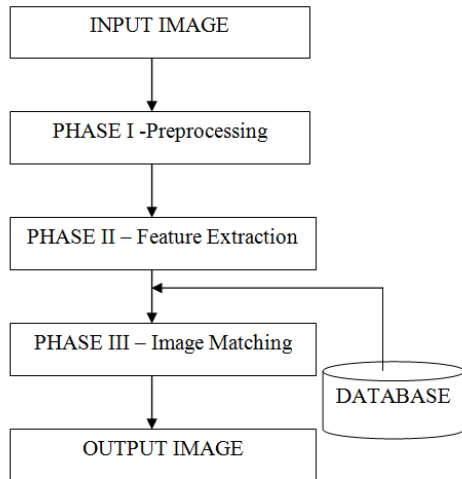 INPUT IMAGE
PHASE I -Preprocessing
PHASE II – Feature Extraction
PHASE III – Image Matching
DATABASE
OUTPUT IMAGE